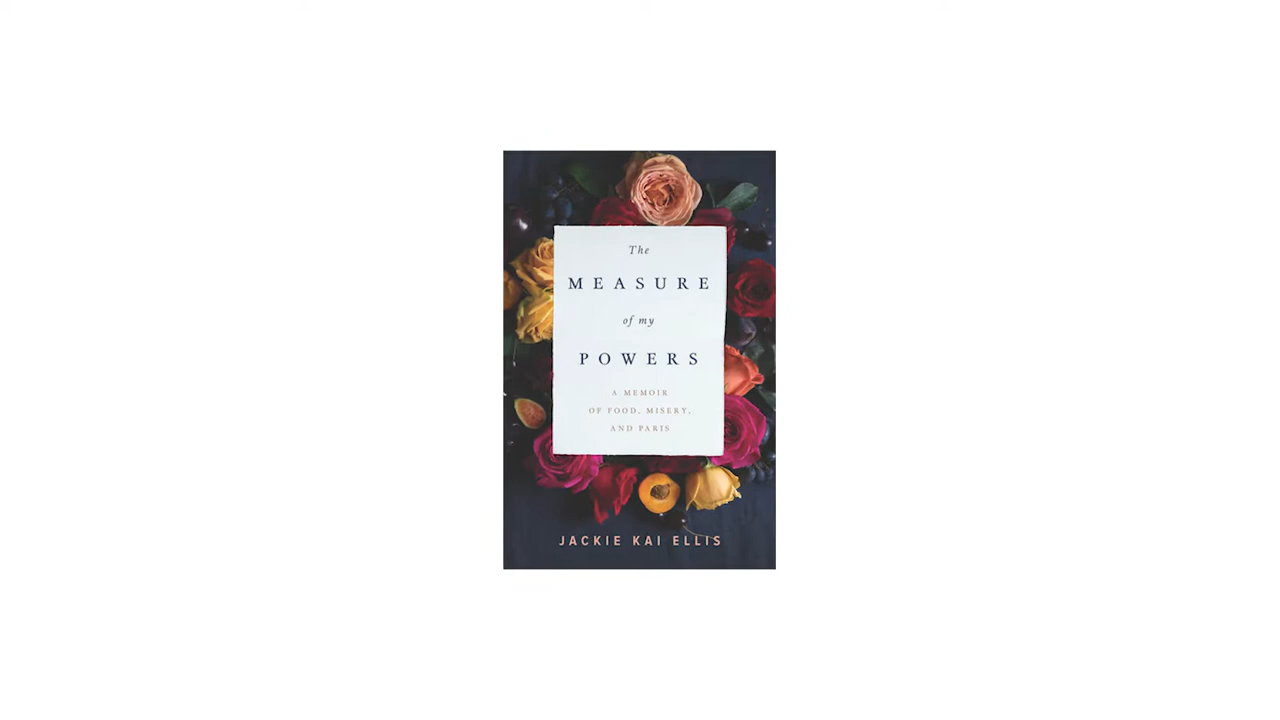 The
MEASURE
of my
POWERS
A MEMOIR
OF FOOD, MISERY,
AND PARIS
JACKIE KAI ELLIS